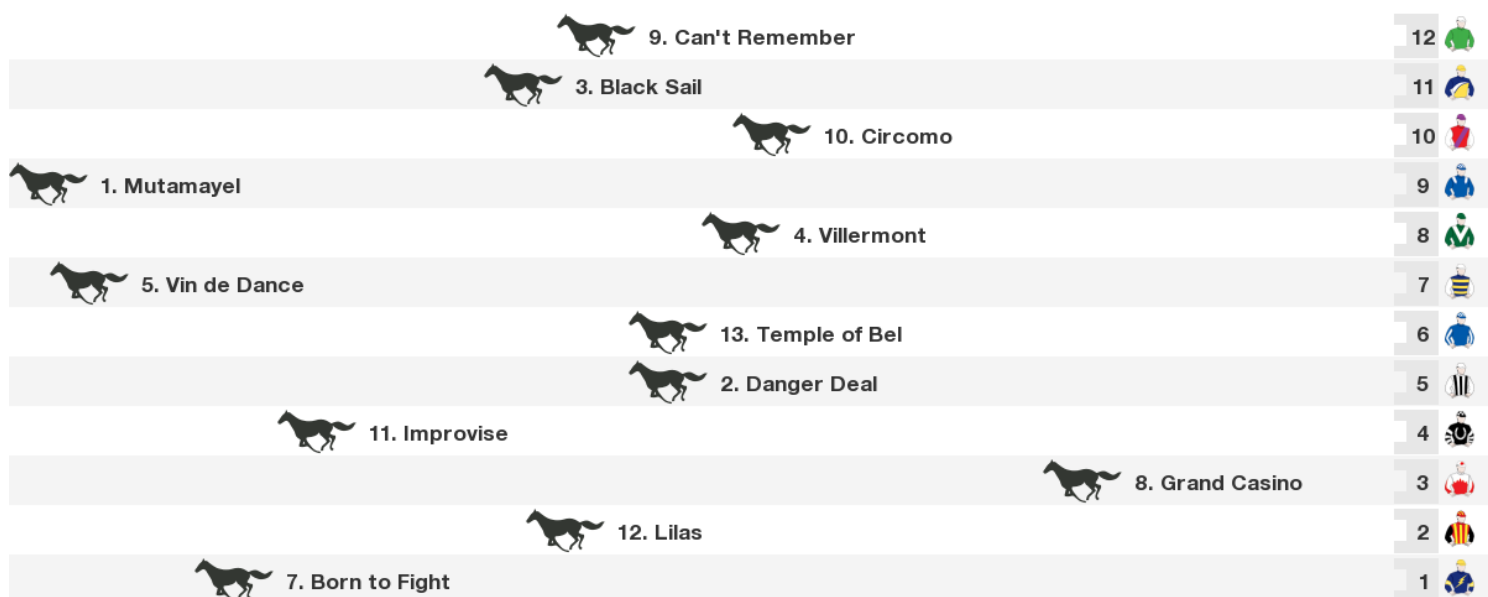 9. Can't Remember 12
3. Black Sail 11
10. Circomo 10
1. Mutamayel 9
4. Villermont 8
5. Vin de Dance 7
13. Temple of Bel 6
2. Danger Deal 5
11. Improvise 4
8. Grand Casino 3
12. Lilas 2
7. Born to Fight 1